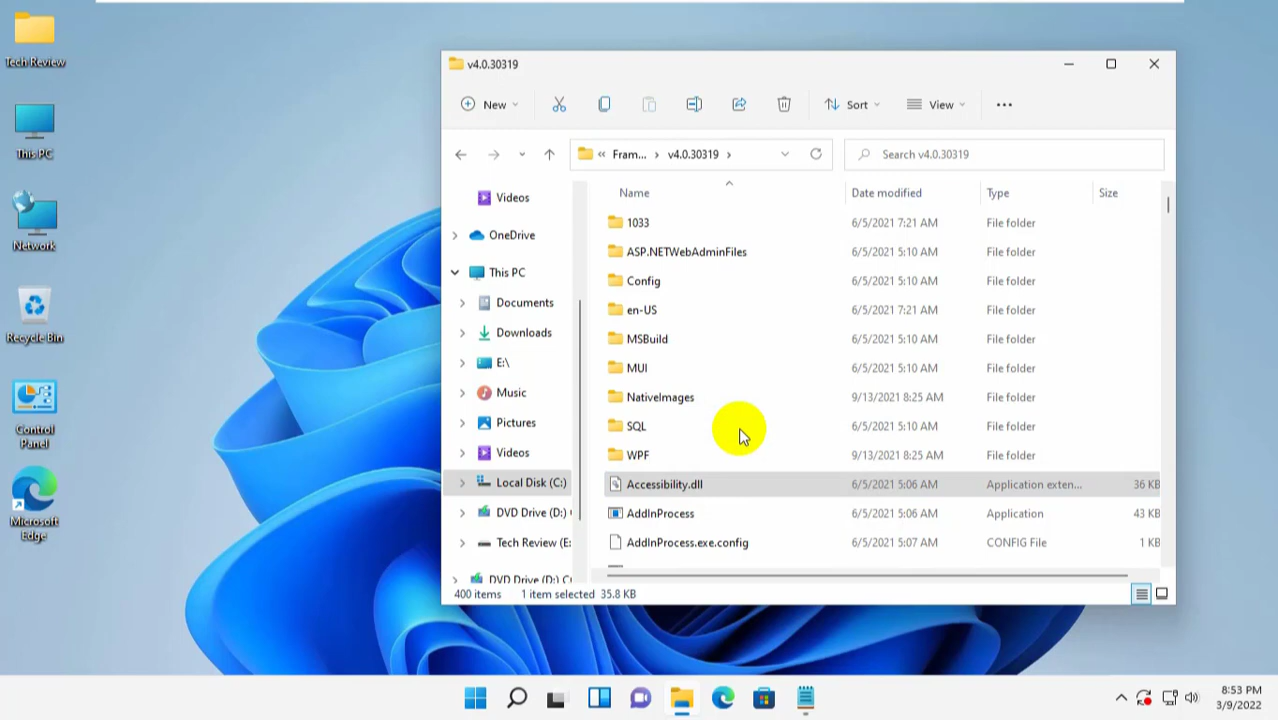 Tech Review
This PC
Network
Recycle Bin
Control
Panel
Microsoft
Edge
v4.0.30319
New
Sort
View
« Fram... › v4.0.30319 ›
Search v4.0.30319
Videos
OneDrive
This PC
Documents
Downloads
E:\
Music
Pictures
Videos
Local Disk (C:)
DVD Drive (D:)
Tech Review (E:
DVD Drive (D:) C
Name Date modified Type Size
1033 6/5/2021 7:21 AM File folder
ASP.NETWebAdminFiles 6/5/2021 5:10 AM File folder
Config 6/5/2021 5:10 AM File folder
en-US 6/5/2021 7:21 AM File folder
MSBuild 6/5/2021 5:10 AM File folder
MUI 6/5/2021 5:10 AM File folder
NativeImages 9/13/2021 8:25 AM File folder
SQL 6/5/2021 5:10 AM File folder
WPF 9/13/2021 8:25 AM File folder
Accessibility.dll 6/5/2021 5:06 AM Application exten... 36 KB
AddInProcess 6/5/2021 5:06 AM Application 43 KB
AddInProcess.exe.config 6/5/2021 5:07 AM CONFIG File 1 KB
400 items 1 item selected 35.8 KB
8:53 PM
3/9/2022